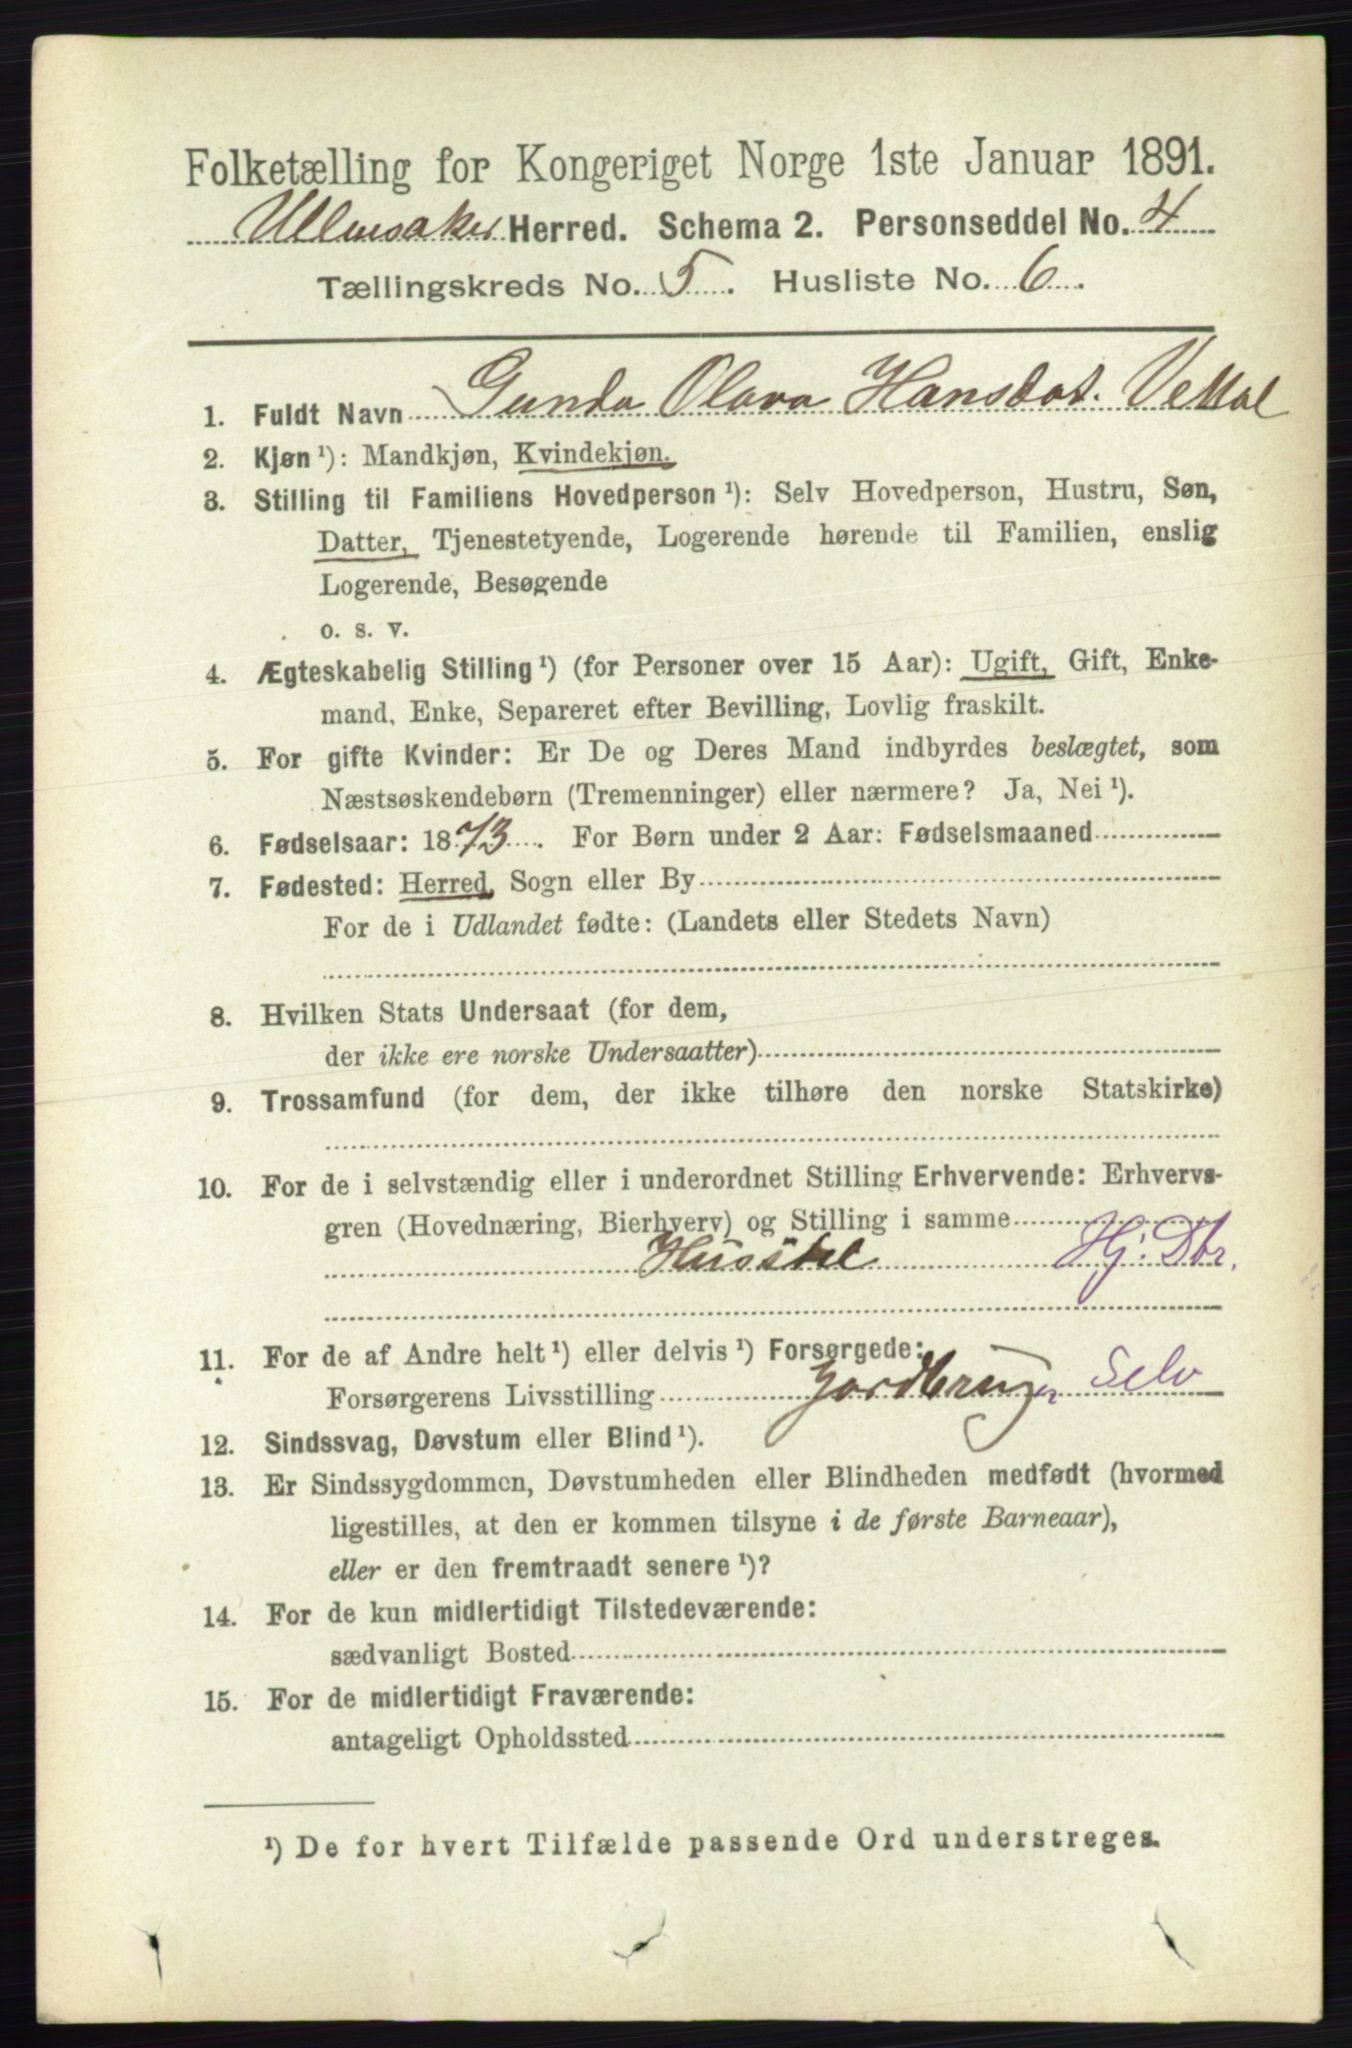 Folketælling for Kongeriget Norge 1ste Januar 1891.
Ullensaker Herred. Schema 2. Personseddel No. 4
Tællingskreds No. 5. Husliste No. 6.
1. Fuldt Navn Gunda Olava Hansdat.
2. Kjøn ¹): Mandkjøn, Kvindekjøn.
3. Stilling til Familiens Hovedperson ¹): Selv Hovedperson, Hustru, Søn,
Datter, Tjenestetyende, Logerende hørende til Familien, enslig
Logerende, Besøgende
o. s. v.
4. Ægteskabelig Stilling ¹) (for Personer over 15 Aar): Ugift, Gift, Enke-
mand, Enke, Separeret efter Bevilling, Lovlig fraskilt.
5. For gifte Kvinder: Er De og Deres Mand indbyrdes beslægtet, som
Næstsøskendebørn (Tremenninger) eller nærmere? Ja, Nei ¹).
6. Fødselsaar: 1873. For Børn under 2 Aar: Fødselsmaaned
7. Fødested: Herred, Sogn eller By
For de i Udlandet fødte: (Landets eller Stedets Navn)
8. Hvilken Stats Undersaat (for dem,
der ikke ere norske Undersaatter)
9. Trossamfund (for dem, der ikke tilhøre den norske Statskirke)
10. For de i selvstændig eller i underordnet Stilling Erhvervende: Erhvervs-
gren (Hovednæring, Bierhverv) og Stilling i samme
Husstel Hj: Dtr.
11. For de af Andre helt ¹) eller delvis ¹) Forsørgede:
Forsørgerens Livsstilling Jordbruger Selv
12. Sindssvag, Døvstum eller Blind ¹).
13. Er Sindssygdommen, Døvstumheden eller Blindheden medfødt (hvormed
ligestilles, at den er kommen tilsyne i de første Barneaar),
eller er den fremtraadt senere ¹)?
14. For de kun midlertidigt Tilstedeværende:
sædvanligt Bosted
15. For de midlertidigt Fraværende:
antageligt Opholdssted
¹) De for hvert Tilfælde passende Ord understreges.